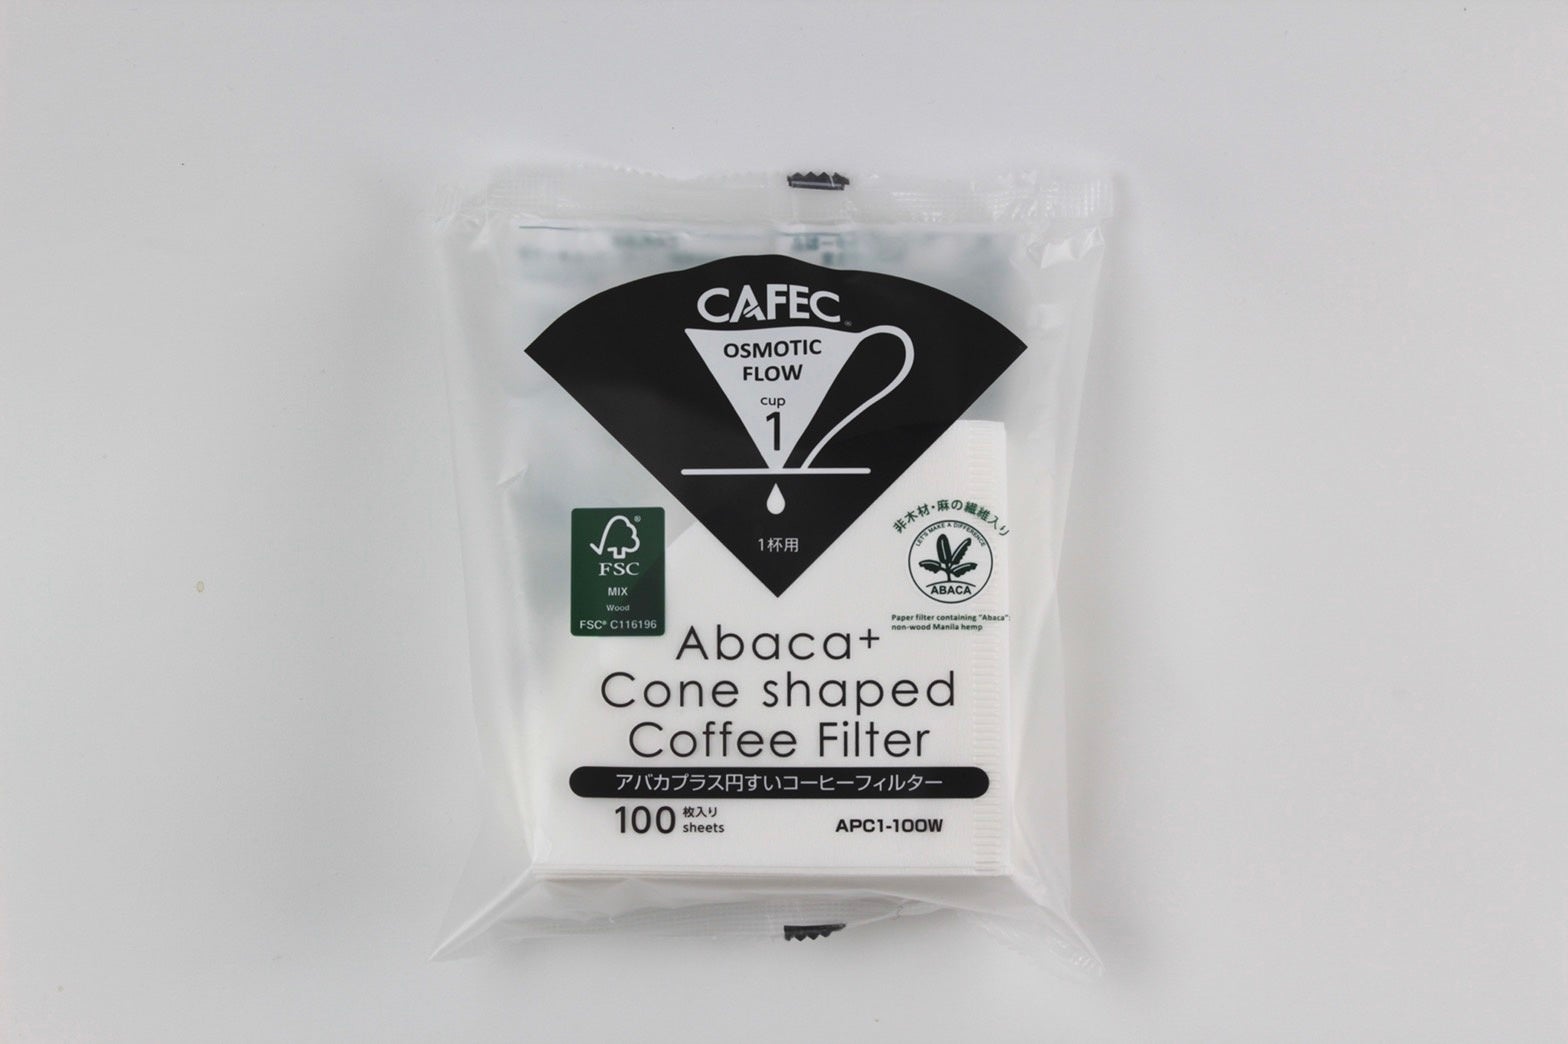 CAFEC®
OSMOTIC
FLOW
cup
1
1杯用
FSC®
MIX
Wood
FSC® C116196
非木材・麻の繊維入り
LET'S MAKE A DIFFERENCE
ABACA
Paper filter containing "Abaca":
non-wood Manila hemp
Abaca+
Cone shaped
Coffee Filter
アバカプラス円すいコーヒーフィルター
100 枚入り sheets
APC1-100W